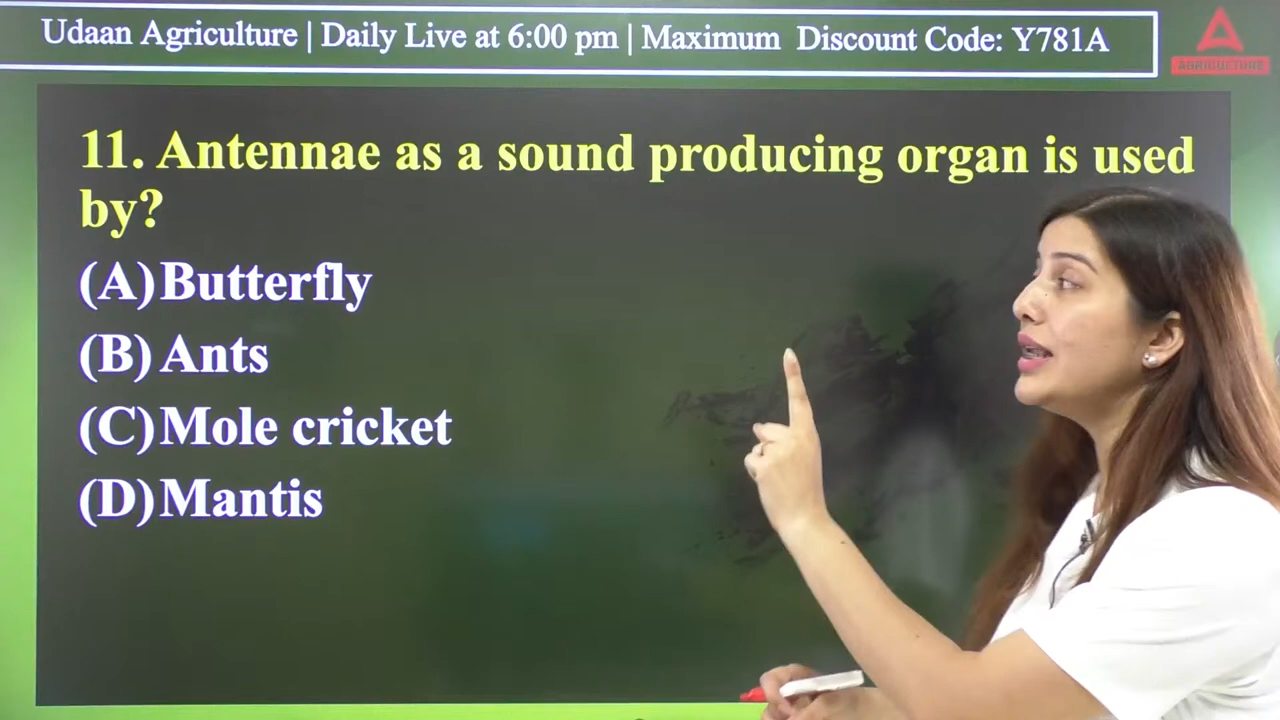 Udaan Agriculture | Daily Live at 6:00 pm | Maximum Discount Code: Y781A
AGRICULTURE
11. Antennae as a sound producing organ is used
by?
(A) Butterfly
(B) Ants
(C) Mole cricket
(D) Mantis